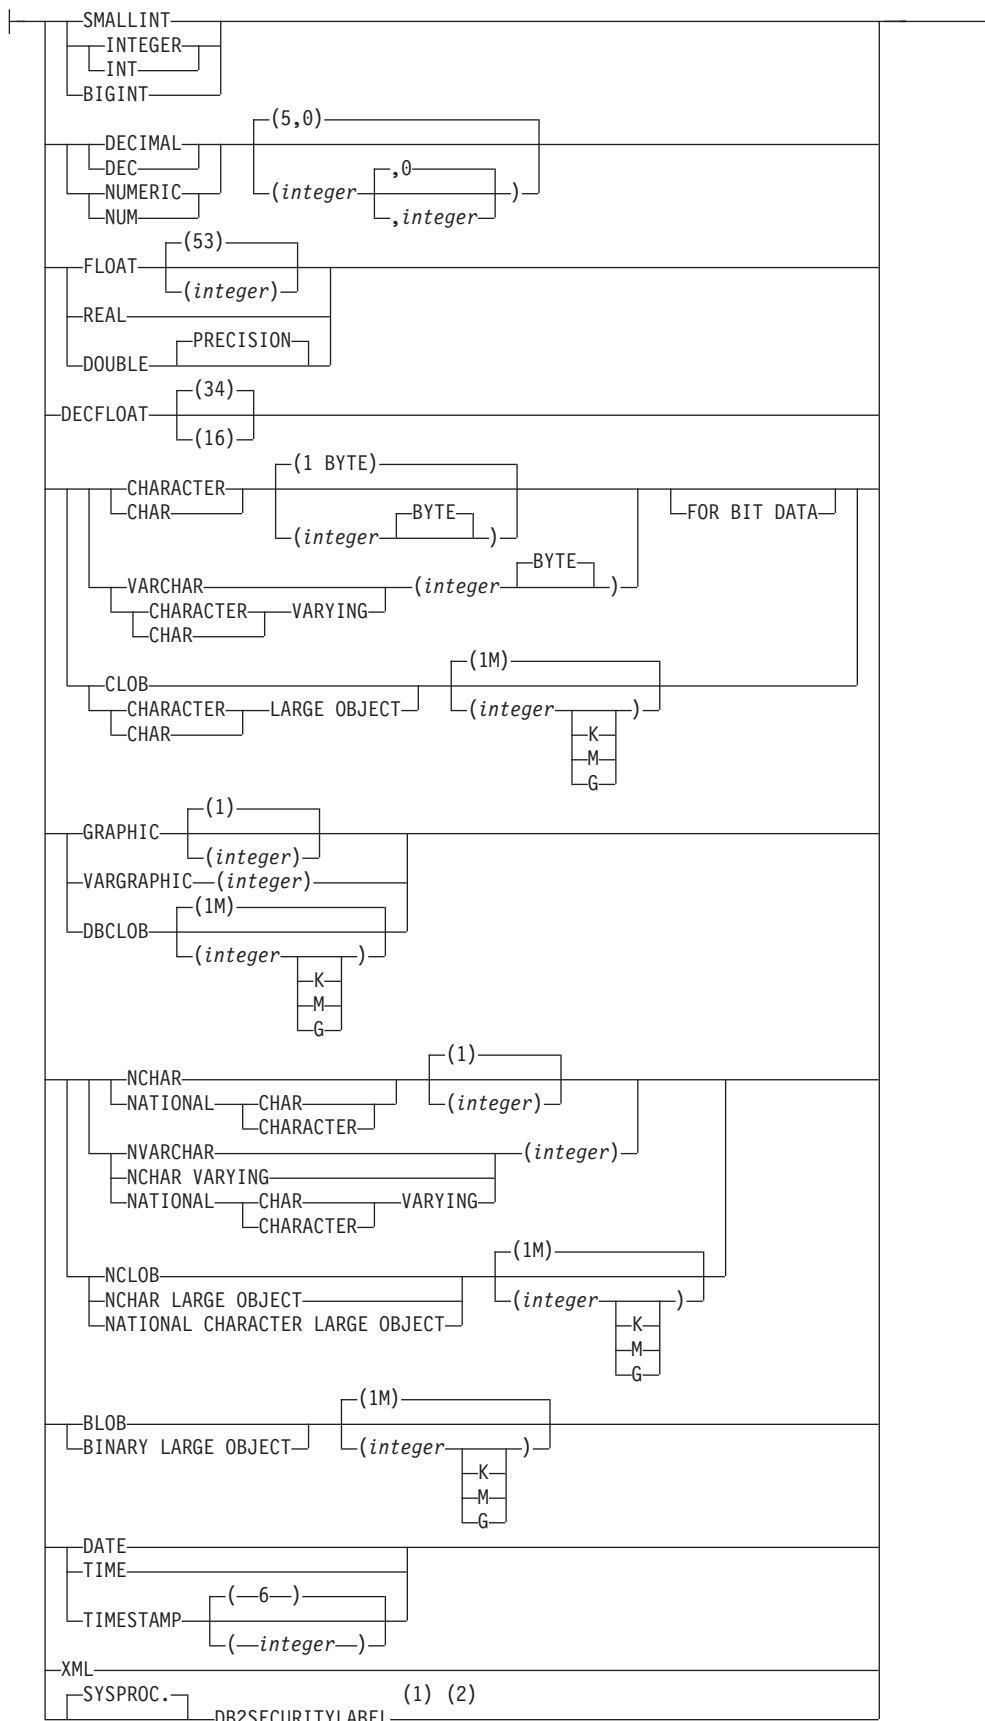 SMALLINT
INTEGER
INT
BIGINT
(5,0)
DECIMAL
DEC ,0
NUMERIC (integer )
NUM ,integer
(53)
FLOAT
(integer)
REAL
PRECISION
DOUBLE
(34)
DECFLOAT
(16)
(1 BYTE)
CHARACTER
CHAR BYTE FOR BIT DATA
(integer )
BYTE
VARCHAR (integer )
CHARACTER VARYING
CHAR
(1M)
CLOB
CHARACTER LARGE OBJECT (integer )
CHAR K
M
G
(1)
GRAPHIC
(integer)
VARGRAPHIC (integer)
(1M)
DBCLOB
(integer )
K
M
G
(1)
NCHAR
NATIONAL CHAR (integer)
CHARACTER
NVARCHAR (integer)
NCHAR VARYING
NATIONAL CHAR VARYING
CHARACTER
(1M)
NCLOB
NCHAR LARGE OBJECT (integer )
NATIONAL CHARACTER LARGE OBJECT K
M
G
(1M)
BLOB
BINARY LARGE OBJECT (integer )
K
M
G
DATE
TIME
( 6 )
TIMESTAMP
( integer )
XML
SYSPROC. (1) (2)
DB2SECURITYLABEL